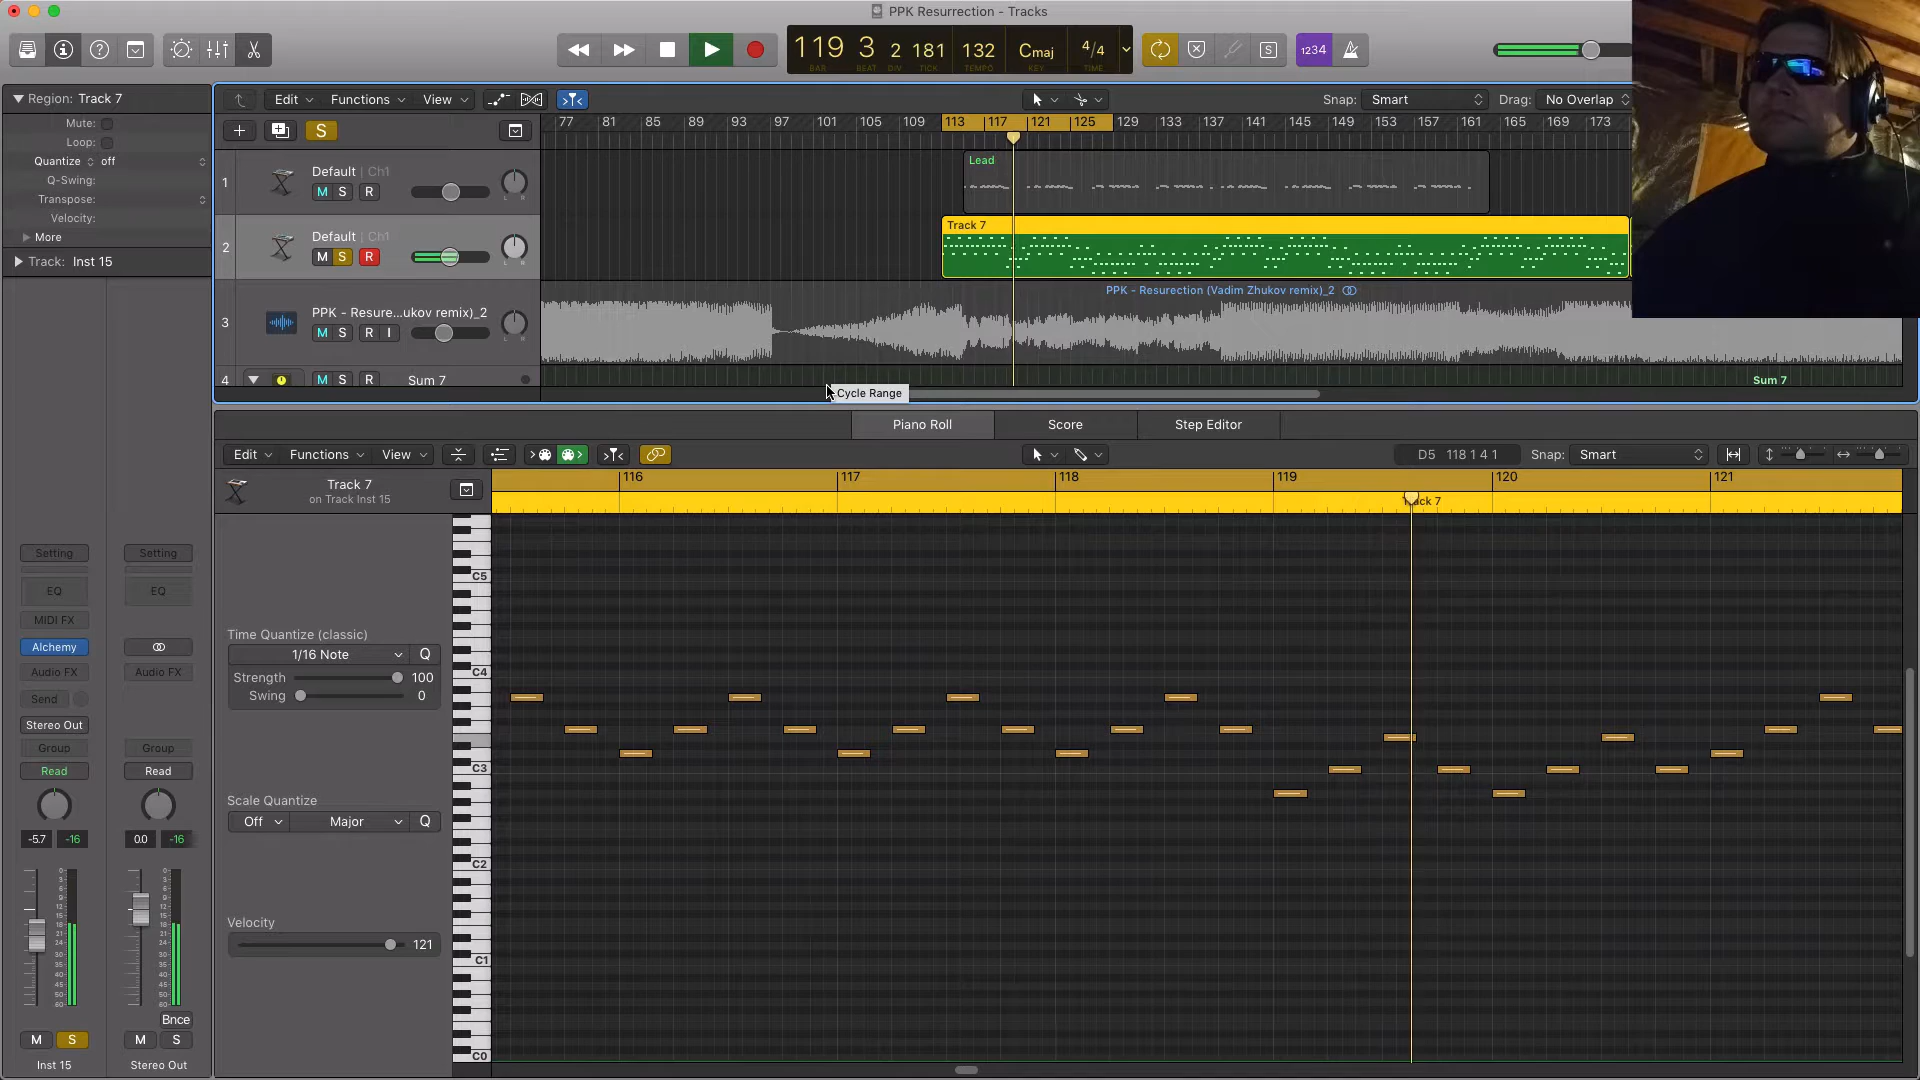 PPK Resurrection - Tracks
119 3 2 181 132 Cmaj 4/4
BAR BEAT DIV TICK TEMPO KEY TIME
S 1234
Region: Track 7
Mute:
Loop:
Quantize off
Q-Swing:
Transpose:
Velocity:
More
Track: Inst 15
Edit Functions View Snap: Smart Drag: No Overlap
S
77 81 85 89 93 97 101 105 109 113 117 121 125 129 133 137 141 145 149 153 157 161 165 169 173
1 Default Ch1
M S R
L R
Lead
2 Default Ch1
M S R
L R
Track 7
PPK - Resurection (Vadim Zhukov remix)_2
3 PPK - Resure...ukov remix)_2
M S R I
L R
4 M S R Sum 7
Sum 7
Cycle Range
Piano Roll Score Step Editor
Edit Functions View D5 118 1 4 1 Snap: Smart
Track 7
on Track Inst 15
116 117 118 119 120 121
Track 7
C5
C4
C3
C2
C1
C0
Time Quantize (classic)
1/16 Note Q
Strength 100
Swing 0
Scale Quantize
Off Major Q
Velocity
121
Setting Setting
EQ EQ
MIDI FX
Alchemy
Audio FX Audio FX
Send
Stereo Out
Group Group
Read Read
-5.7 -16 0.0 -16
Bnce
M S M S
Inst 15 Stereo Out